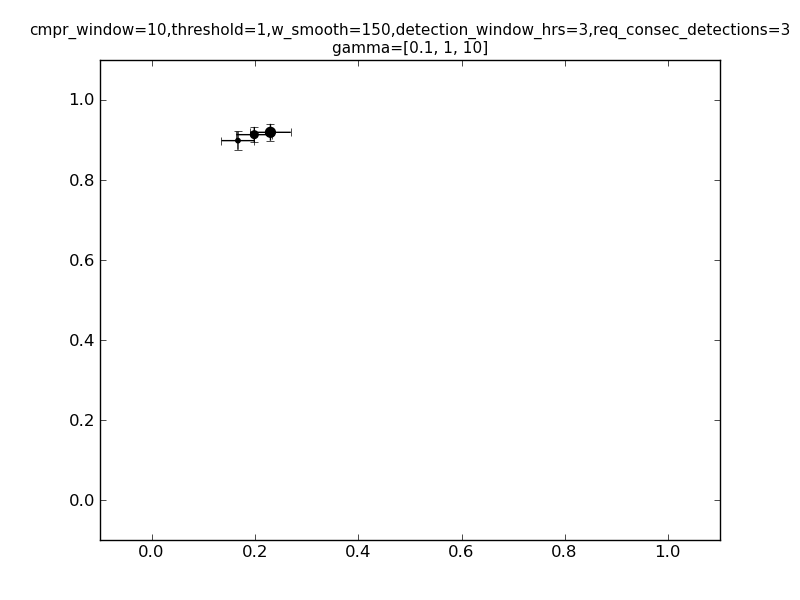 cmpr_window=10,threshold=1,w_smooth=150,detection_window_hrs=3,req_consec_detections=3
gamma=[0.1, 1, 10]
1.0
0.8
0.6
0.4
0.2
0.0
0.0 0.2 0.4 0.6 0.8 1.0